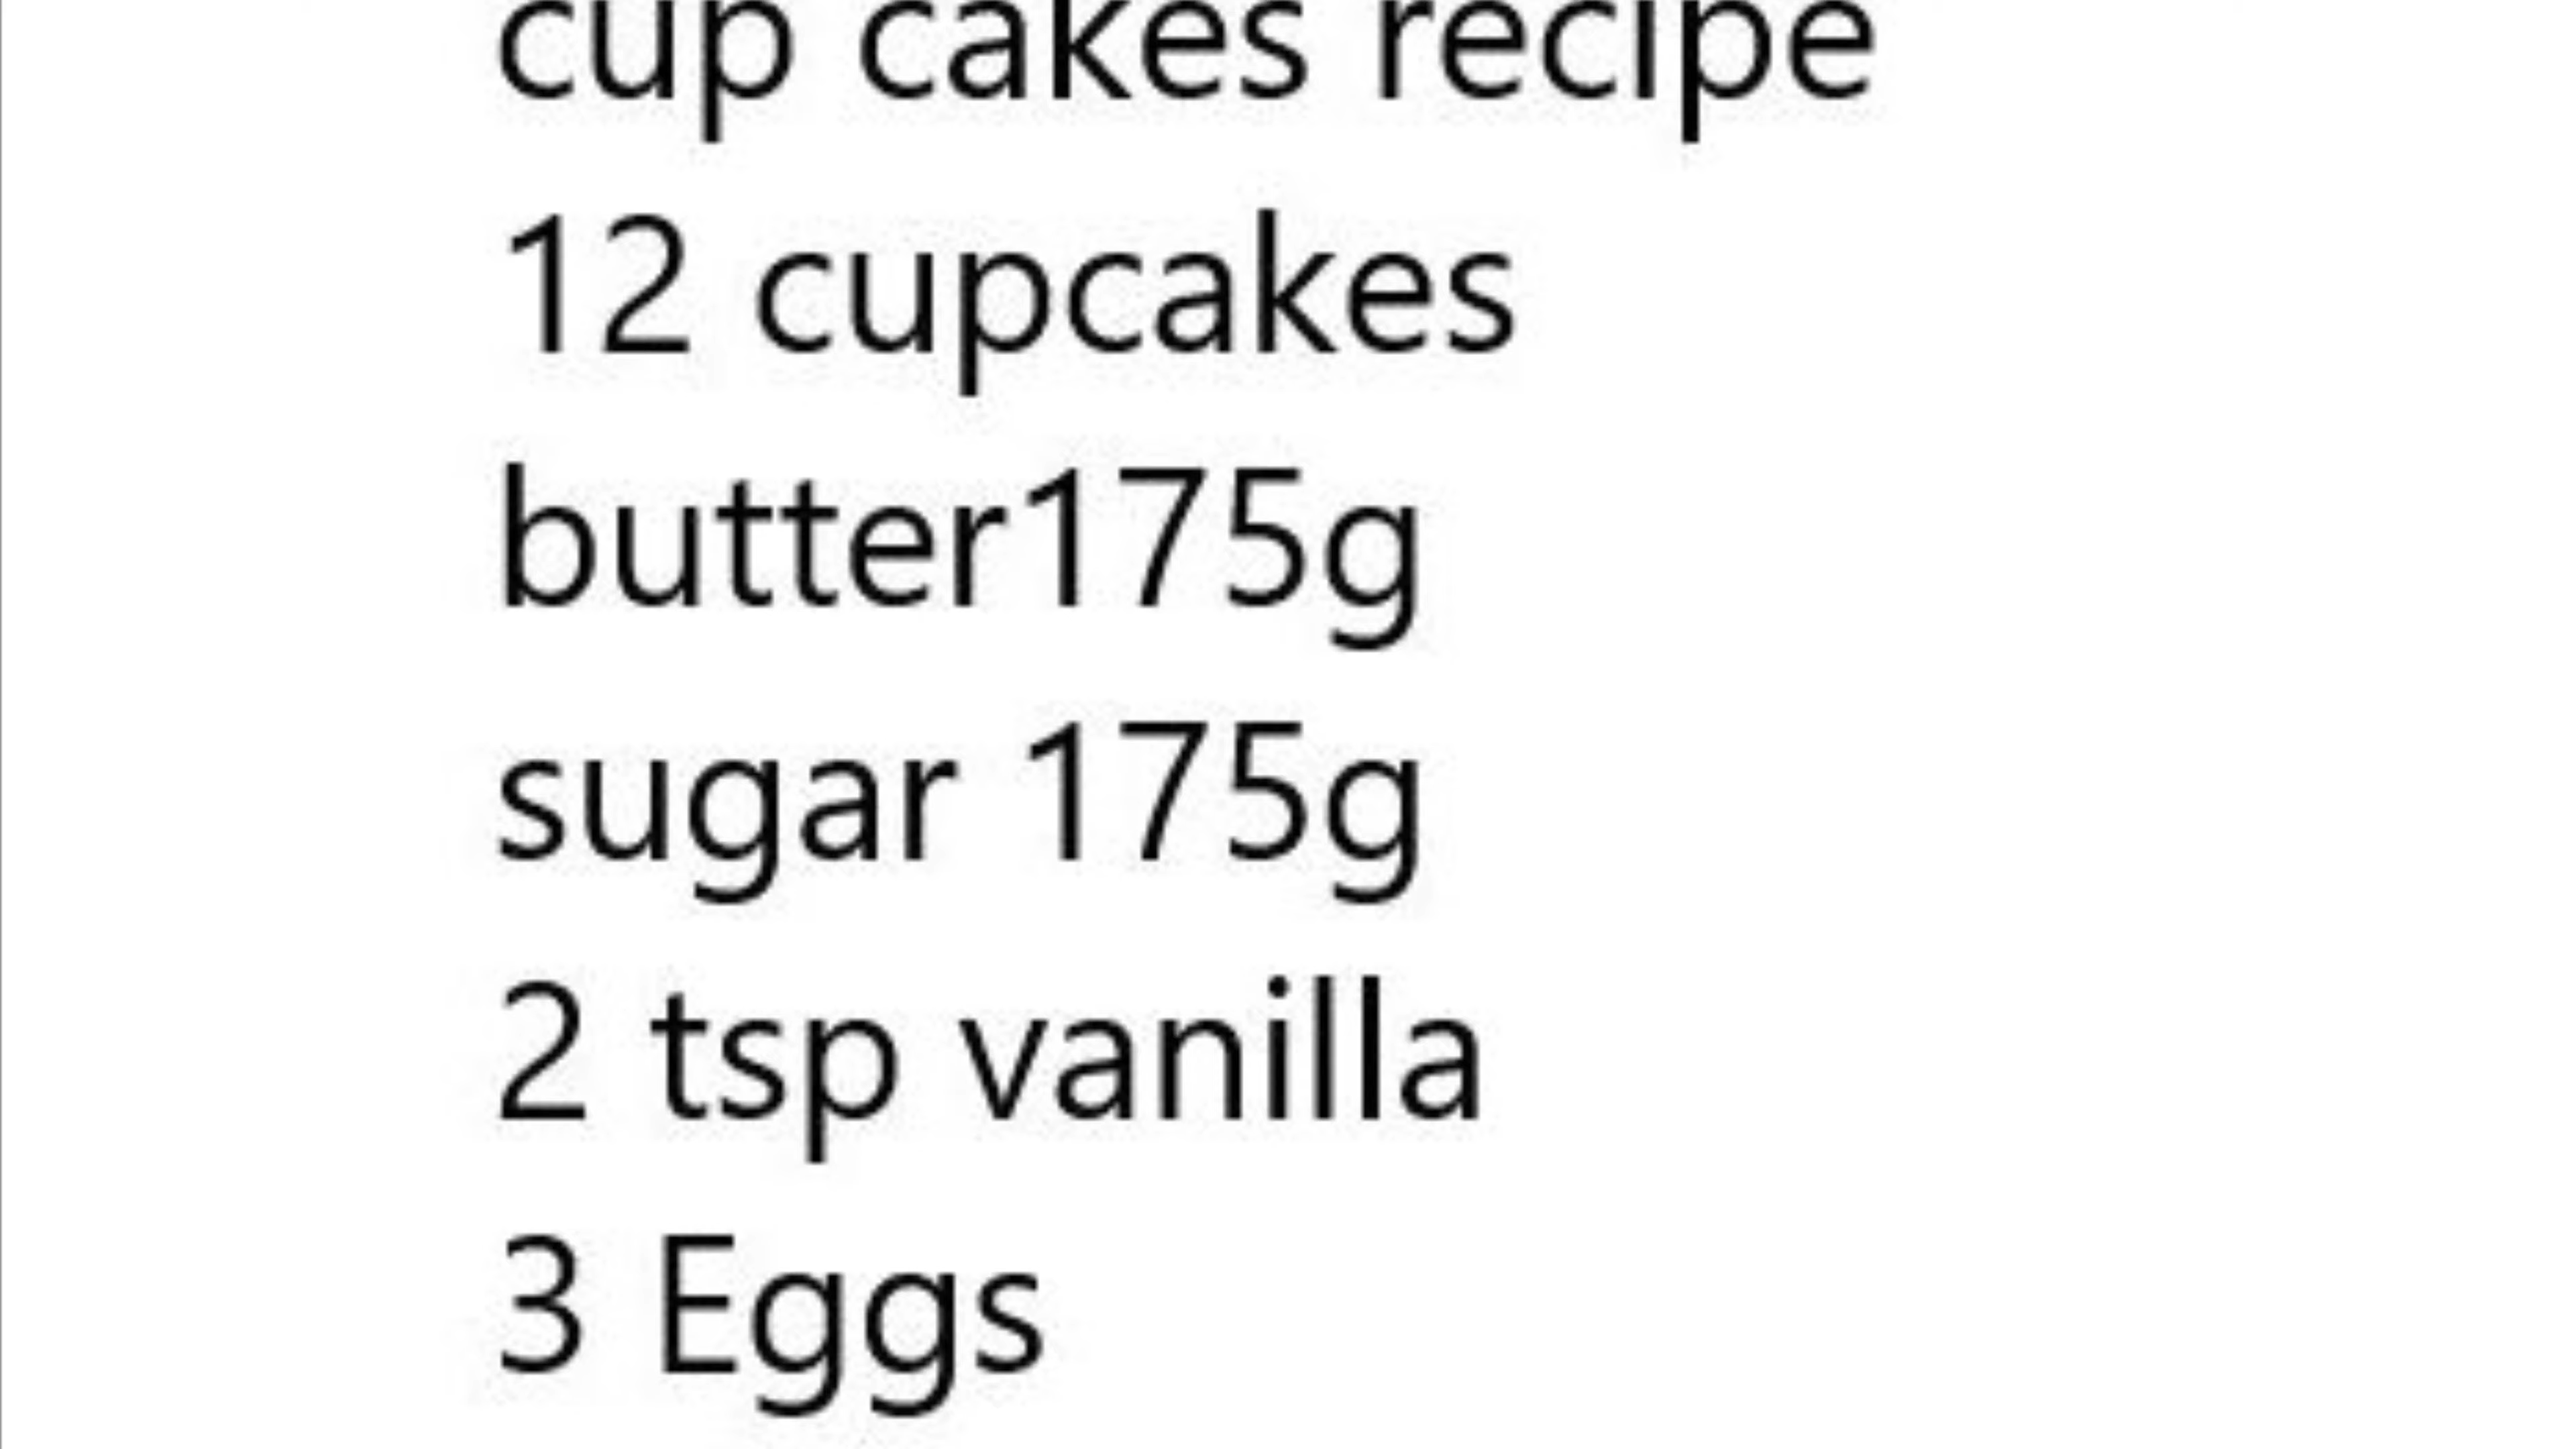 cup cakes recipe
12 cupcakes
butter175g
sugar 175g
2 tsp vanilla
3 Eggs